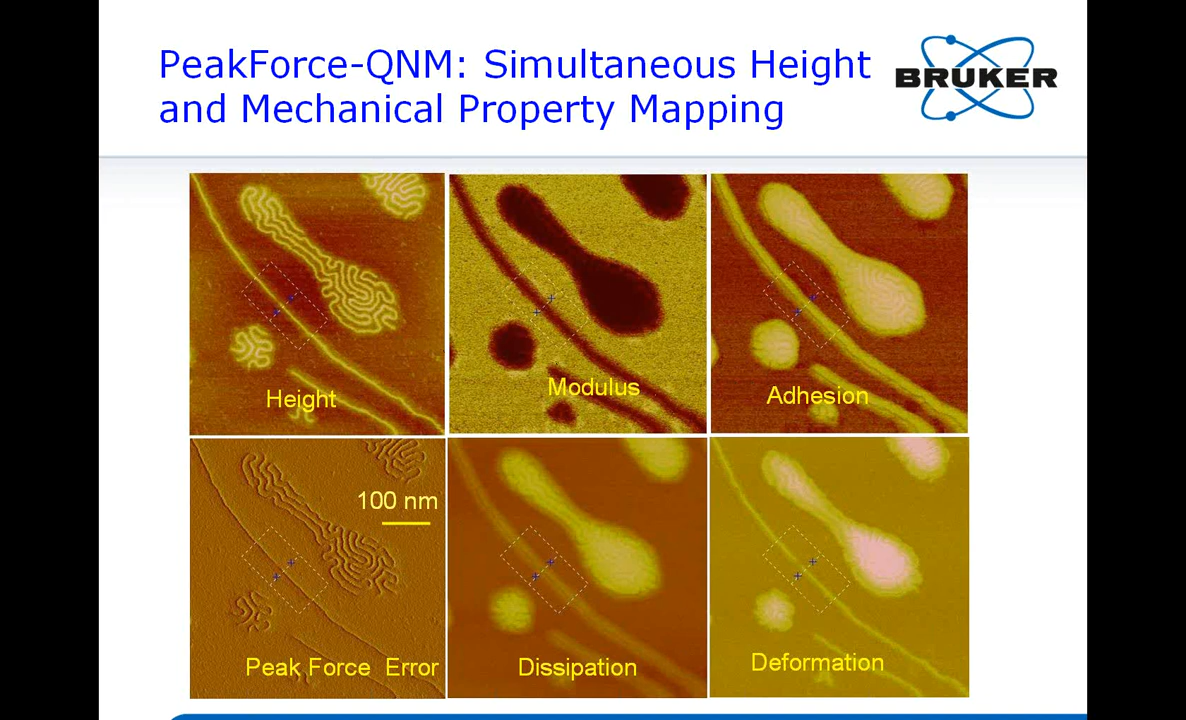 PeakForce-QNM: Simultaneous Height
and Mechanical Property Mapping
BRUKER
Height
Modulus
Adhesion
100 nm
Peak Force Error
Dissipation
Deformation